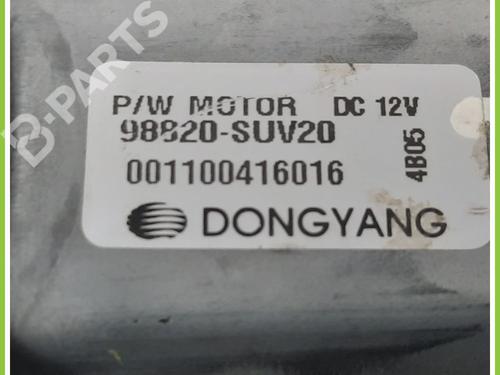 B-PARTS
P/W MOTOR DC 12V
98820-SUV20
001100416016
4B05
DONGYANG